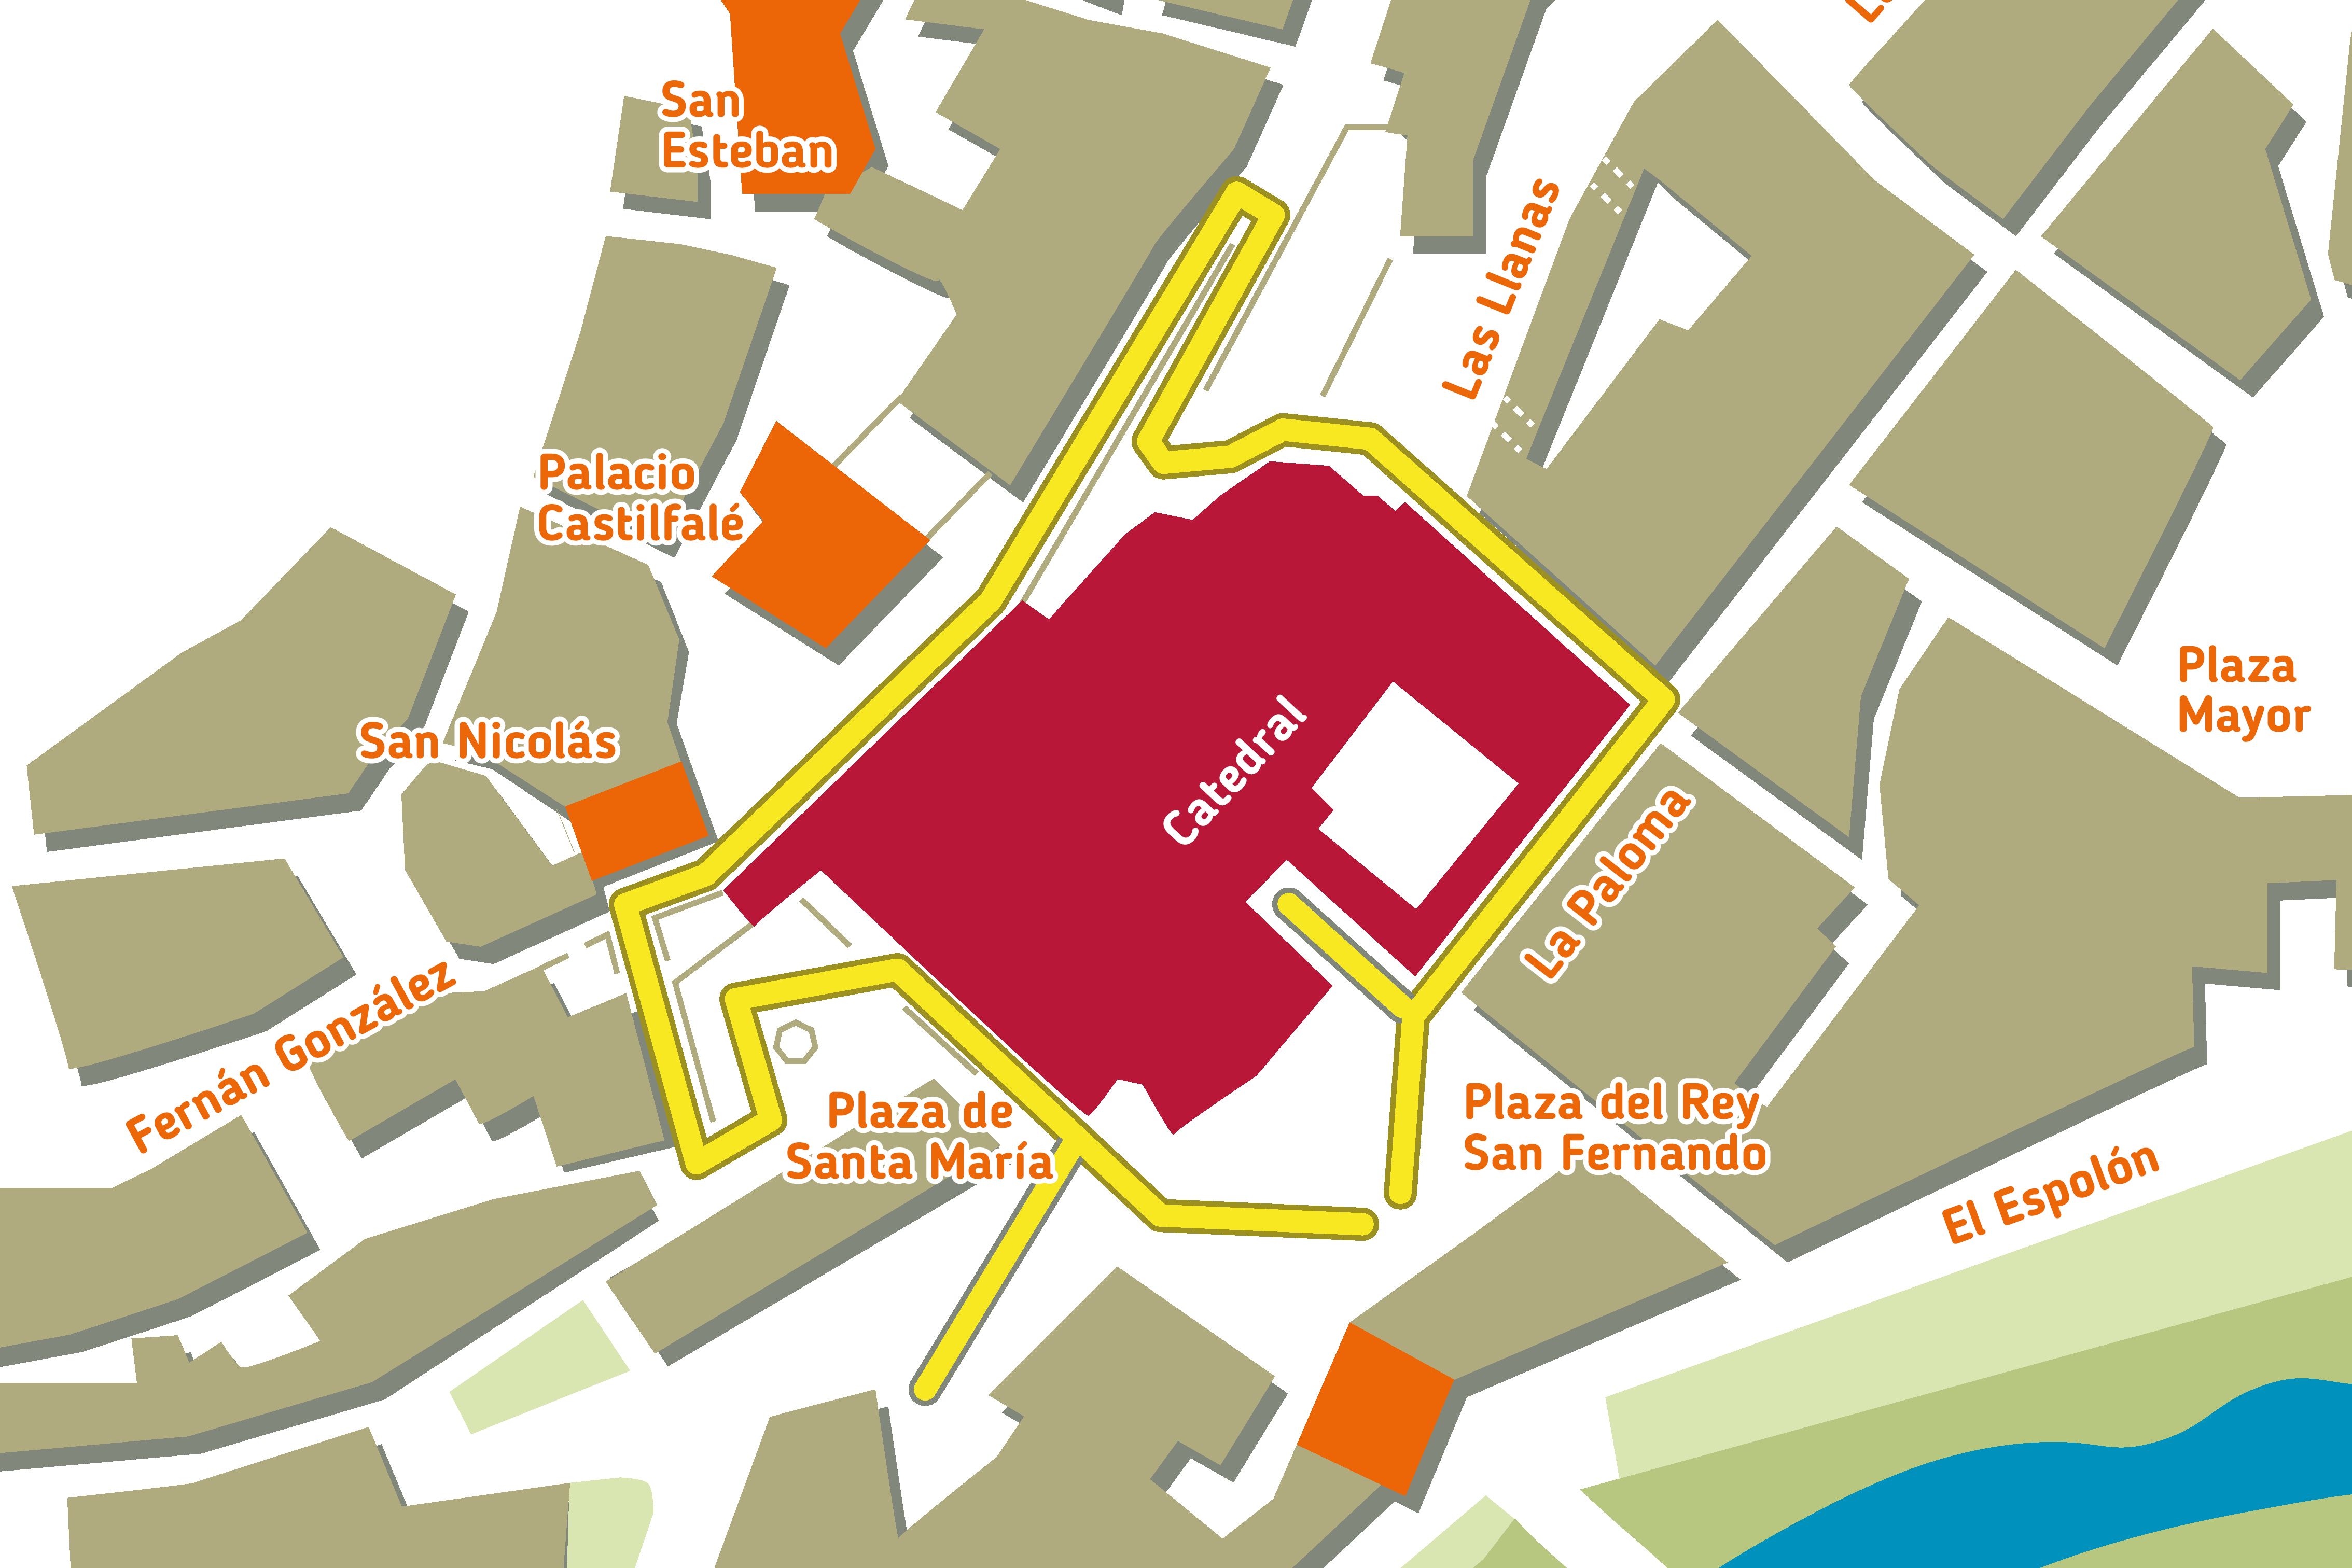 San
Esteban
Las Llanas
Palacio
Castilfalé
Plaza
Mayor
San Nicolás
Catedral
La Paloma
Fernán González
Plaza de
Santa María
Plaza del Rey
San Fernando
El Espolón